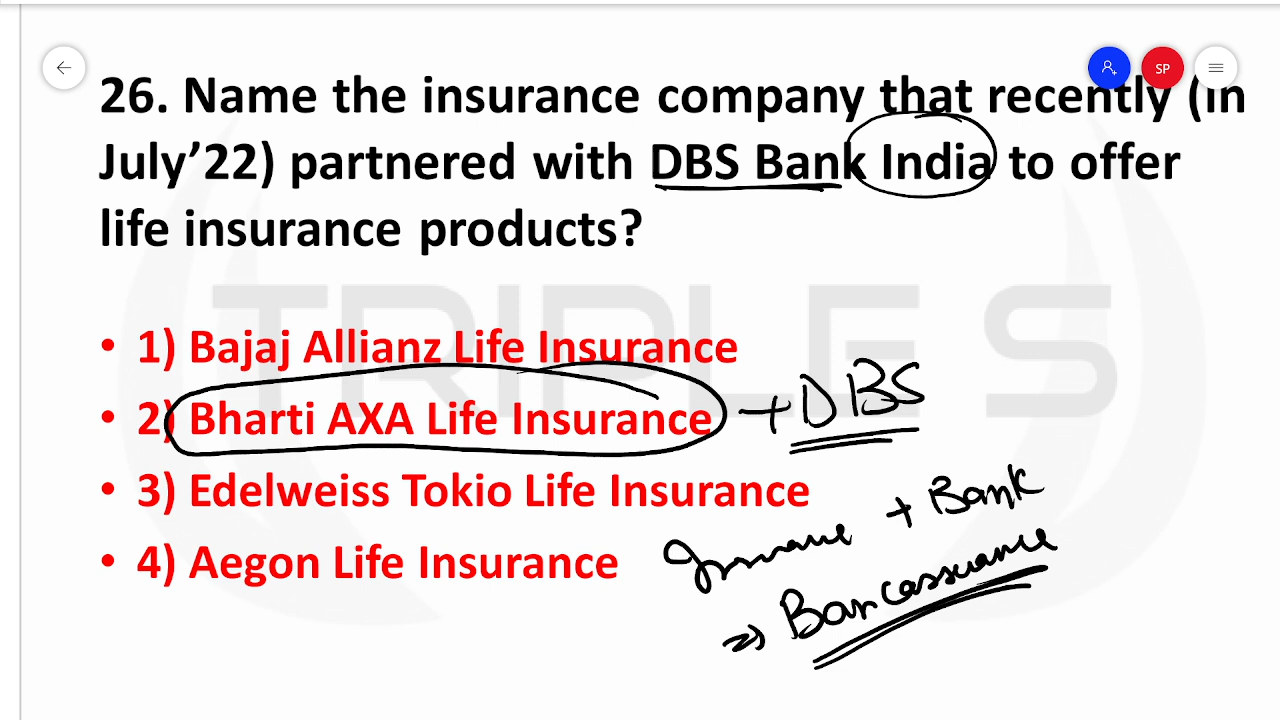 SP
26. Name the insurance company that recently (in
July’22) partnered with DBS Bank India to offer
life insurance products?
TRIPLE S
• 1) Bajaj Allianz Life Insurance
• 2) Bharti AXA Life Insurance + DBS
• 3) Edelweiss Tokio Life Insurance
• 4) Aegon Life Insurance
Insurance + Bank
=> Bancassurance